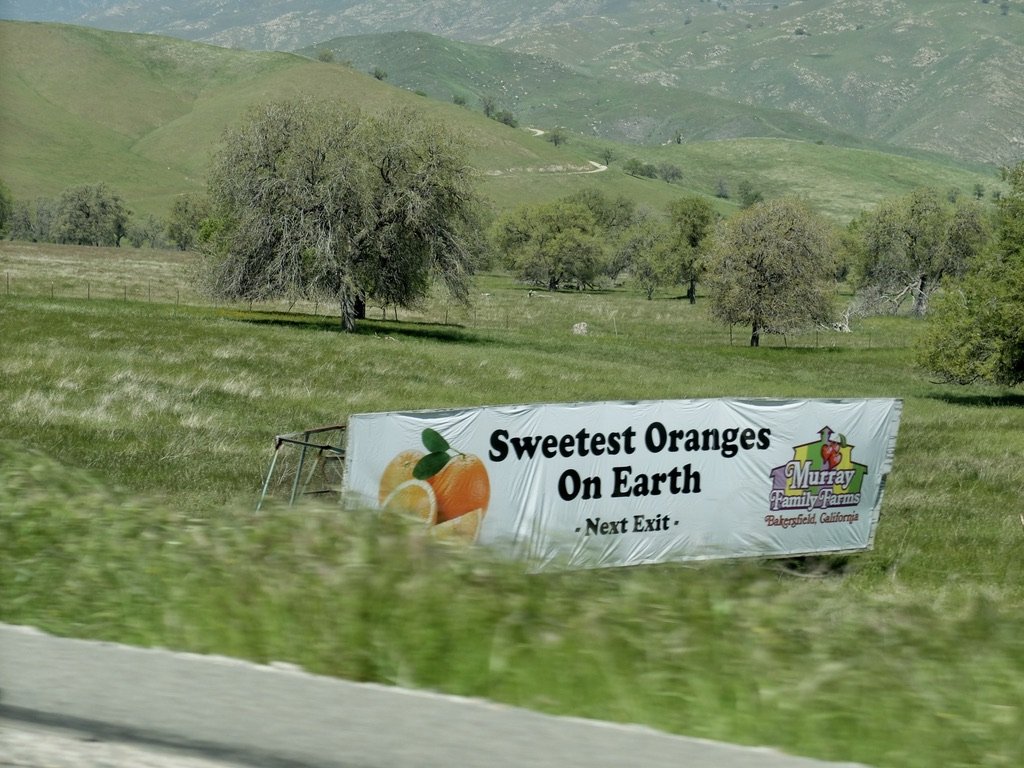 Sweetest Oranges
On Earth
- Next Exit -
Murray
Family Farms
Bakersfield, California